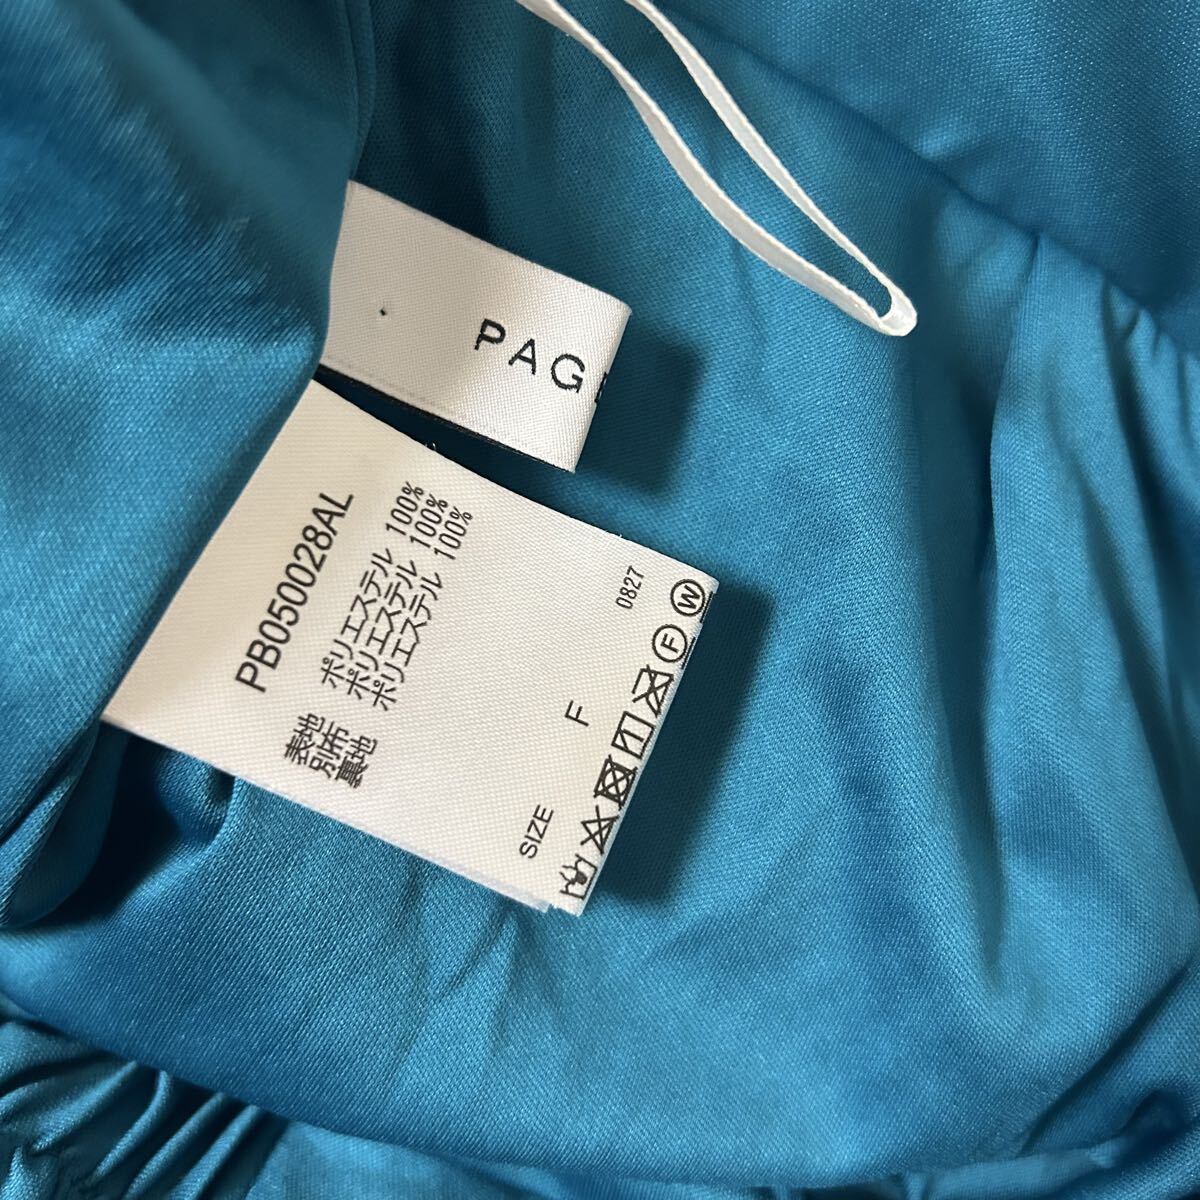 PAG
PB050028AL
表地 ポリエステル 100%
別布 ポリエステル 100%
裏地 ポリエステル 100%
SIZE F
0827
F
W